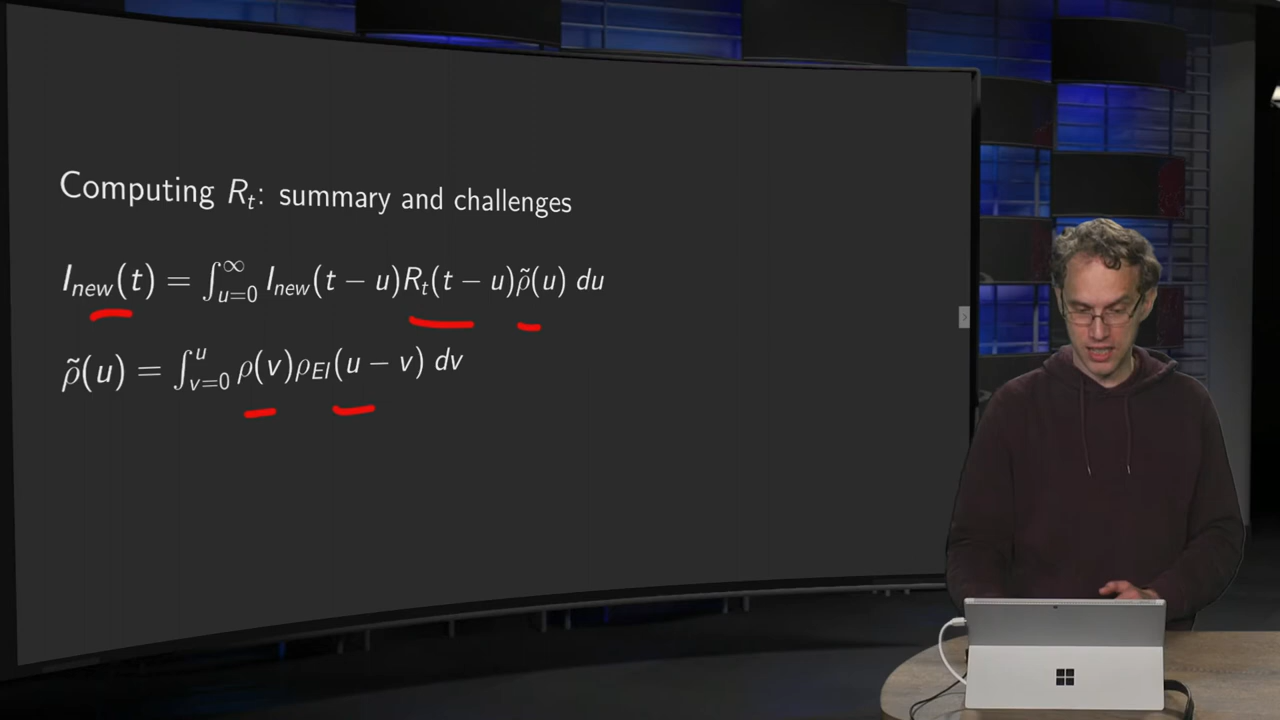 Computing R_t: summary and challenges
I_new(t) = ∫_{u=0}^{∞} I_new(t − u)R_t(t − u)ρ̃(u) du
ρ̃(u) = ∫_{v=0}^{u} ρ(v)ρ_EI(u − v) dv